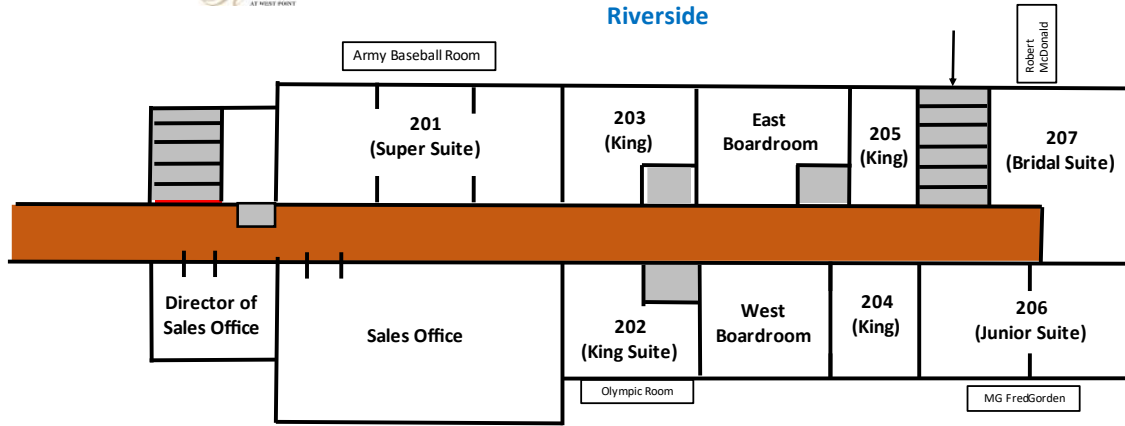 AT WEST POINT
Riverside
Army Baseball Room
Robert
McDonald
201
(Super Suite)
203
(King)
East
Boardroom
205
(King)
207
(Bridal Suite)
Director of
Sales Office
Sales Office
202
(King Suite)
West
Boardroom
204
(King)
206
(Junior Suite)
Olympic Room
MG FredGorden